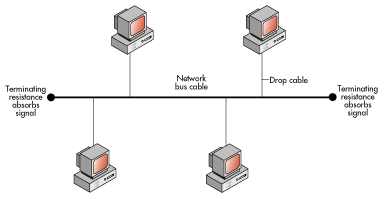 Network
bus cable
Drop cable
Terminating
resistance
absorbs
signal
Terminating
resistance
absorbs
signal